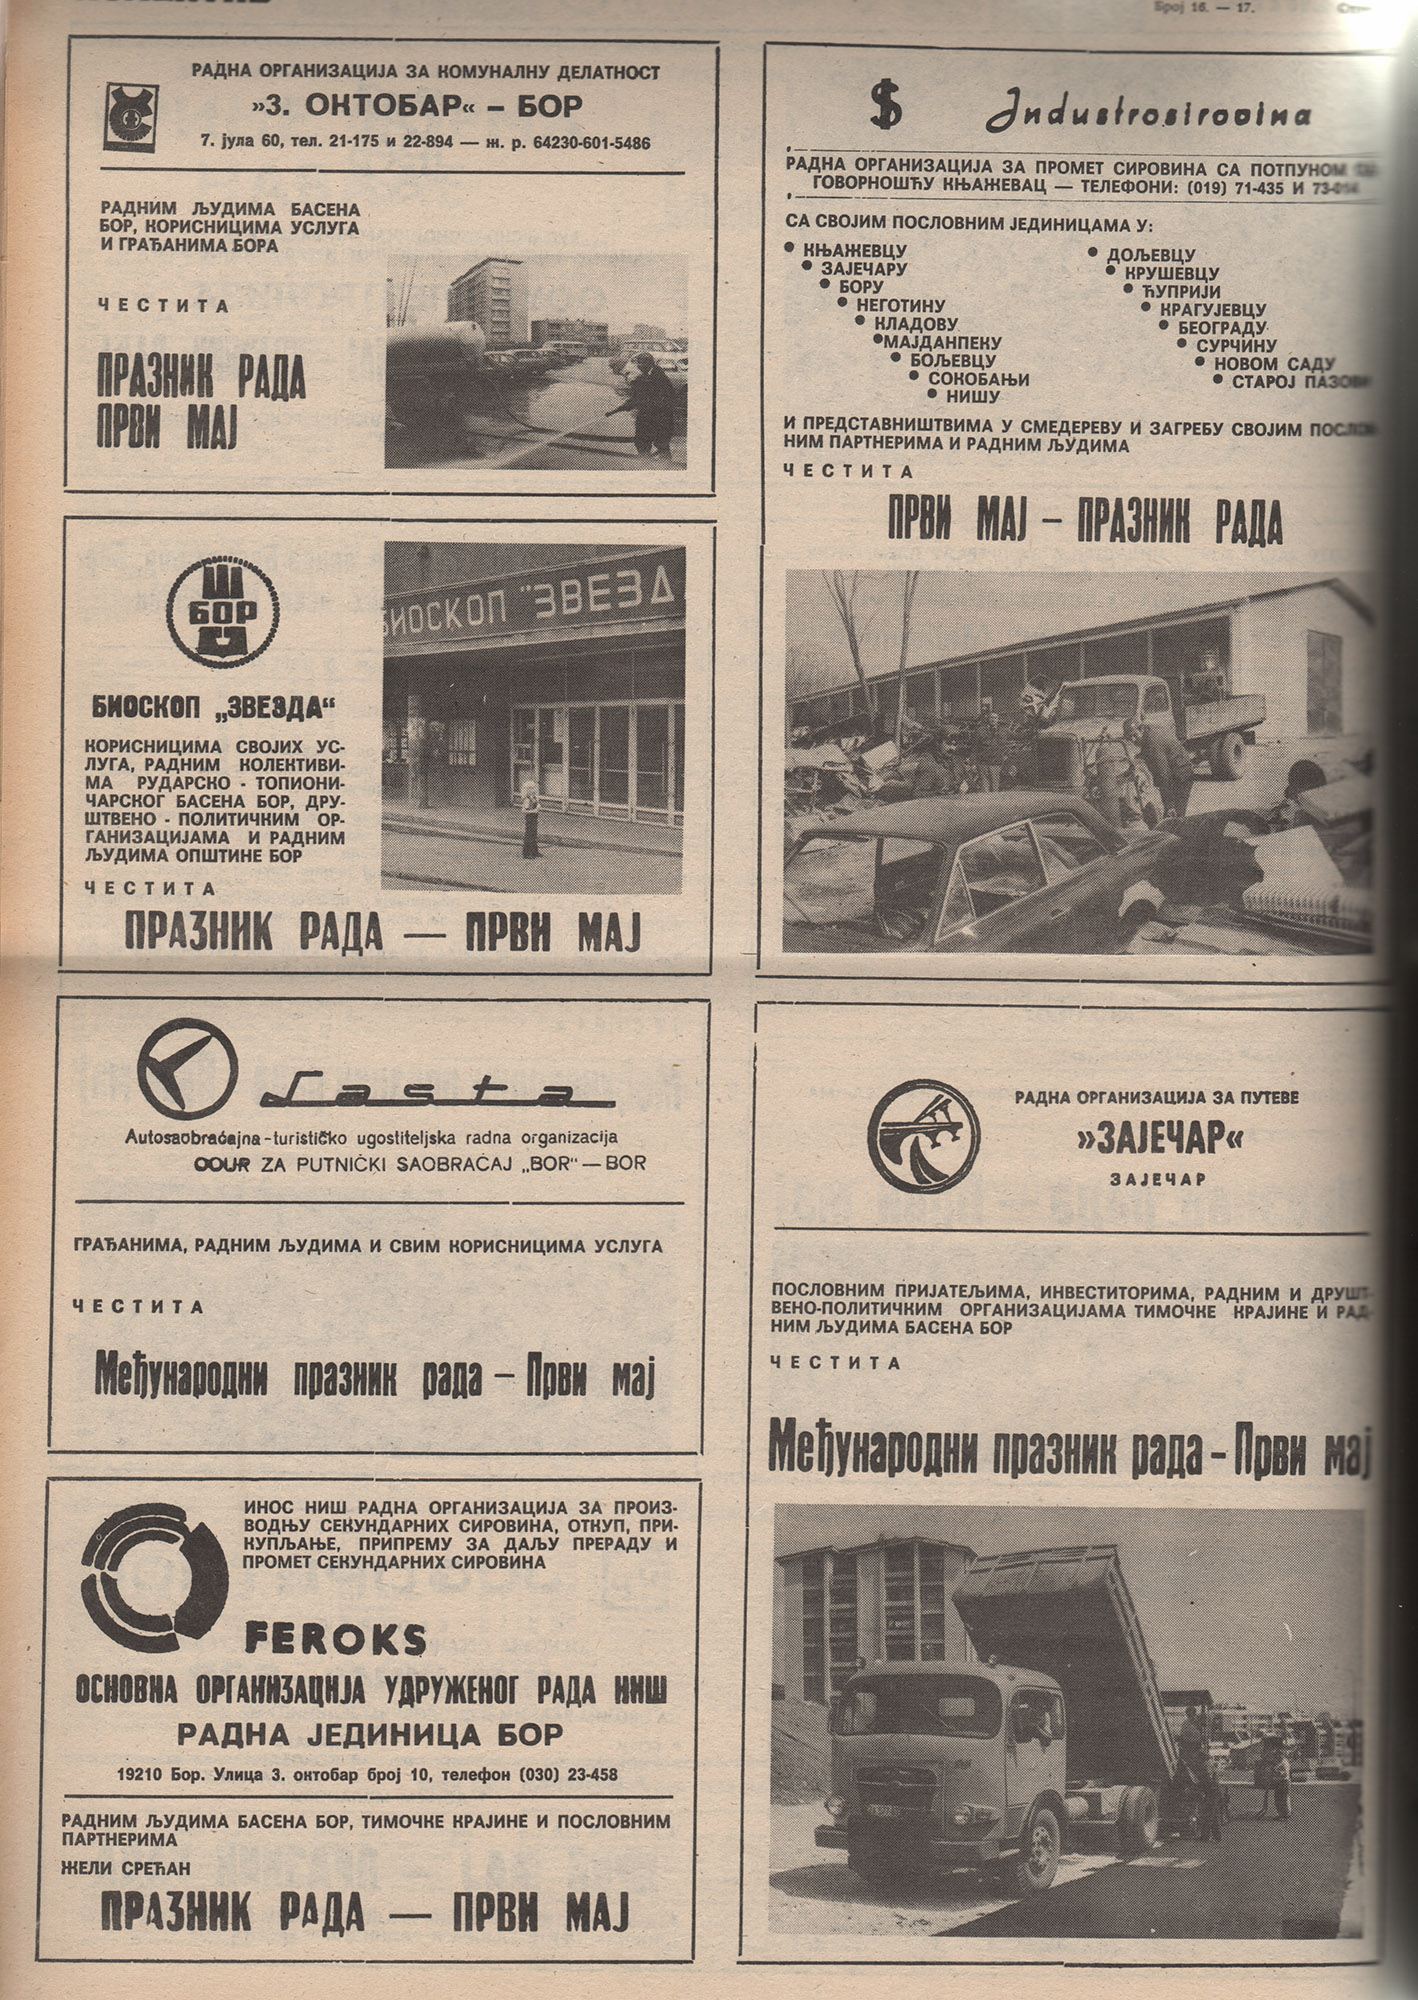 Број 16. — 17.
РАДНА ОРГАНИЗАЦИЈА ЗА КОМУНАЛНУ ДЕЛАТНОСТ
»3. ОКТОБАР« – БОР
7. јула 60, тел. 21-175 и 22-894 — ж. р. 64230-601-5486
РАДНИМ ЉУДИМА БАСЕНА
БОР, КОРИСНИЦИМА УСЛУГА
И ГРАЂАНИМА БОРА
ЧЕСТИТА
ПРАЗНИК РАДА
ПРВИ МАЈ
БОР
БИОСКОП "ЗВЕЗД
БИОСКОП „ЗВЕЗДА“
КОРИСНИЦИМА СВОЈИХ УС-
ЛУГА, РАДНИМ КОЛЕКТИВИ-
МА РУДАРСКО - ТОПИОНИ-
ЧАРСКОГ БАСЕНА БОР, ДРУ-
ШТВЕНО - ПОЛИТИЧКИМ ОР-
ГАНИЗАЦИЈАМА И РАДНИМ
ЉУДИМА ОПШТИНЕ БОР
ЧЕСТИТА
ПРАЗНИК РАДА — ПРВИ МАЈ
Lasta
Autosaobraćajna-turističko ugostiteljska radna organizacija
OOUR ZA PUTNIČKI SAOBRAĆAJ „BOR“ — BOR
ГРАЂАНИМА, РАДНИМ ЉУДИМА И СВИМ КОРИСНИЦИМА УСЛУГА
ЧЕСТИТА
Међународни празник рада – Први мај
ИНОС НИШ РАДНА ОРГАНИЗАЦИЈА ЗА ПРОИЗ-
ВОДЊУ СЕКУНДАРНИХ СИРОВИНА, ОТКУП, ПРИ-
КУПЉАЊЕ, ПРИПРЕМУ ЗА ДАЉУ ПРЕРАДУ И
ПРОМЕТ СЕКУНДАРНИХ СИРОВИНА
FEROKS
ОСНОВНА ОРГАНИЗАЦИЈА УДРУЖЕНОГ РАДА НИШ
РАДНА ЈЕДИНИЦА БОР
19210 Бор. Улица 3. октобар број 10, телефон (030) 23-458
РАДНИМ ЉУДИМА БАСЕНА БОР, ТИМОЧКЕ КРАЈИНЕ И ПОСЛОВНИМ
ПАРТНЕРИМА
ЖЕЛИ СРЕЋАН
ПРАЗНИК РАДА — ПРВИ МАЈ
$ Industrosirovina
РАДНА ОРГАНИЗАЦИЈА ЗА ПРОМЕТ СИРОВИНА СА ПОТПУНОМ
ГОВОРНОШЋУ КЊАЖЕВАЦ — ТЕЛЕФОНИ: (019) 71-435 И 73-014
СА СВОЈИМ ПОСЛОВНИМ ЈЕДИНИЦАМА У:
● КЊАЖЕВЦУ
● ЗАЈЕЧАРУ
● БОРУ
● НЕГОТИНУ
● КЛАДОВУ
● МАЈДАНПЕКУ
● БОЉЕВЦУ
● СОКОБАЊИ
● НИШУ
● ДОЉЕВЦУ
● КРУШЕВЦУ
● ЋУПРИЈИ
● КРАГУЈЕВЦУ
● БЕОГРАДУ
● СУРЧИНУ
● НОВОМ САДУ
● СТАРОЈ ПАЗОВИ
И ПРЕДСТАВНИШТВИМА У СМЕДЕРЕВУ И ЗАГРЕБУ СВОЈИМ ПОСЛОВ-
НИМ ПАРТНЕРИМА И РАДНИМ ЉУДИМА
ЧЕСТИТА
ПРВИ МАЈ – ПРАЗНИК РАДА
РАДНА ОРГАНИЗАЦИЈА ЗА ПУТЕВЕ
»ЗАЈЕЧАР«
ЗАЈЕЧАР
ПОСЛОВНИМ ПРИЈАТЕЉИМА, ИНВЕСТИТОРИМА, РАДНИМ И ДРУШТ-
ВЕНО-ПОЛИТИЧКИМ ОРГАНИЗАЦИЈАМА ТИМОЧКЕ КРАЈИНЕ И РАД-
НИМ ЉУДИМА БАСЕНА БОР
ЧЕСТИТА
Међународни празник рада – Први мај